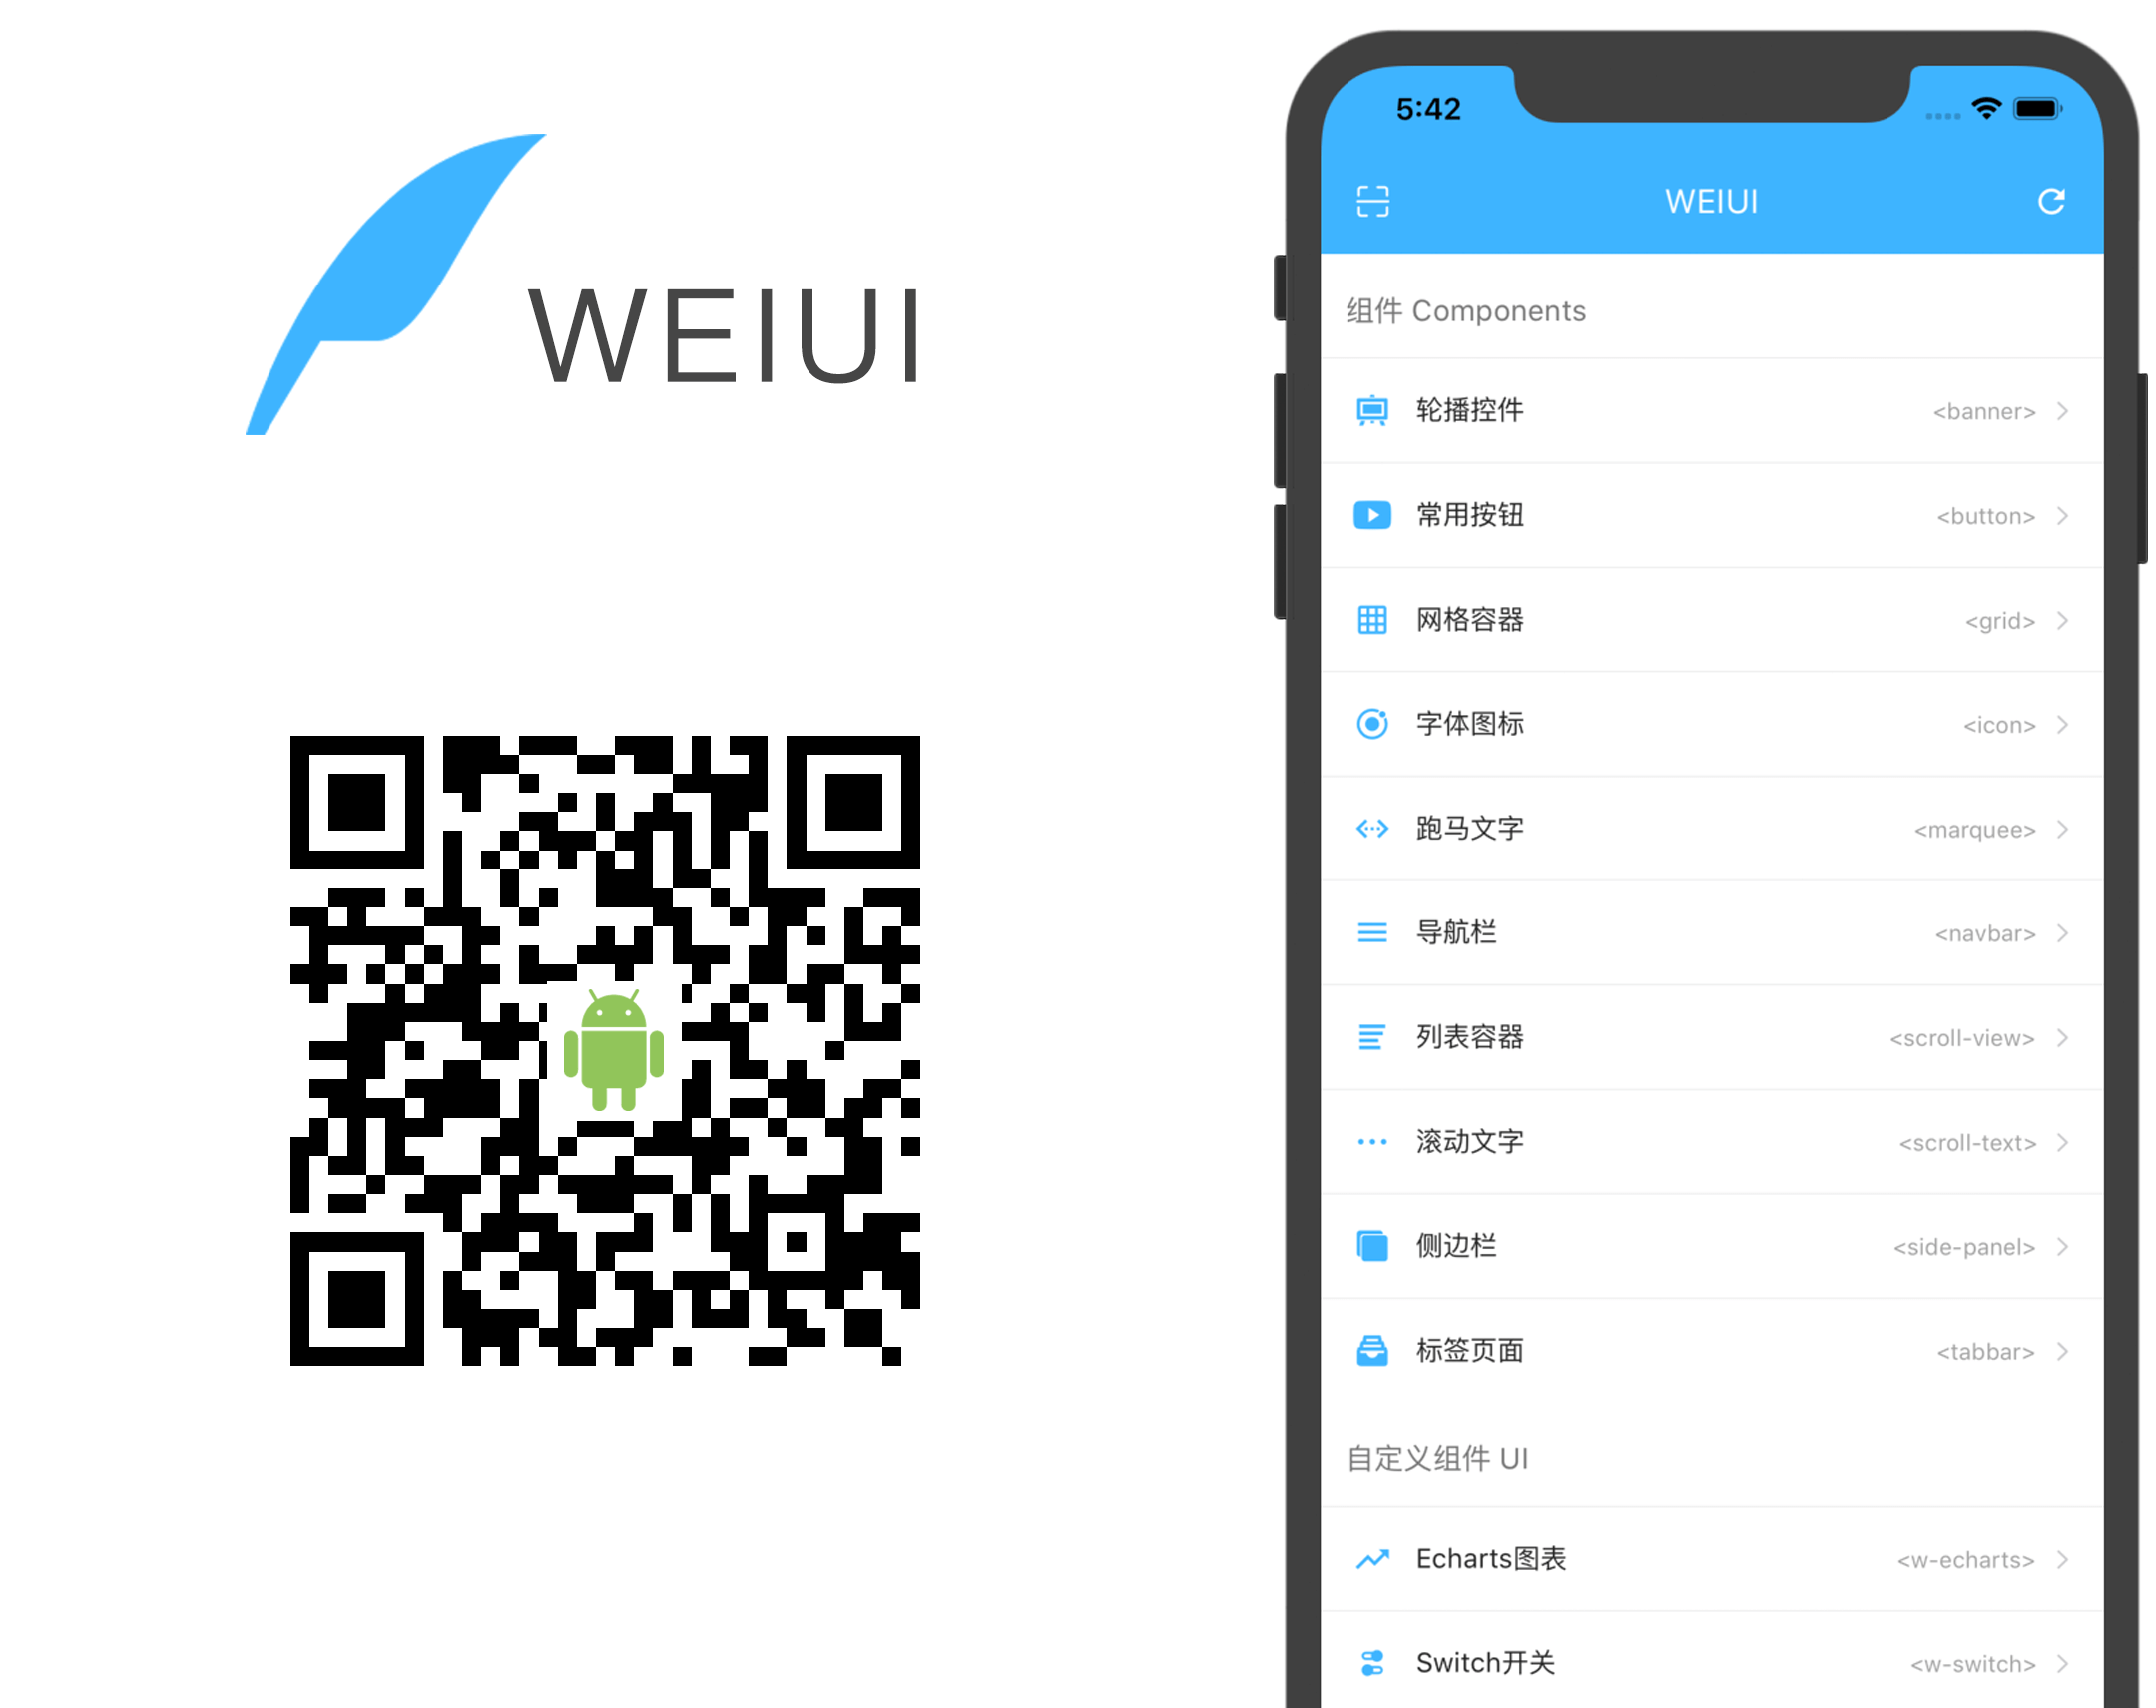 WEIUI
5:42
WEIUI
组件 Components
轮播控件 <banner>
常用按钮 <button>
网格容器 <grid>
字体图标 <icon>
跑马文字 <marquee>
导航栏 <navbar>
列表容器 <scroll-view>
滚动文字 <scroll-text>
侧边栏 <side-panel>
标签页面 <tabbar>
自定义组件 UI
Echarts图表 <w-echarts>
Switch开关 <w-switch>